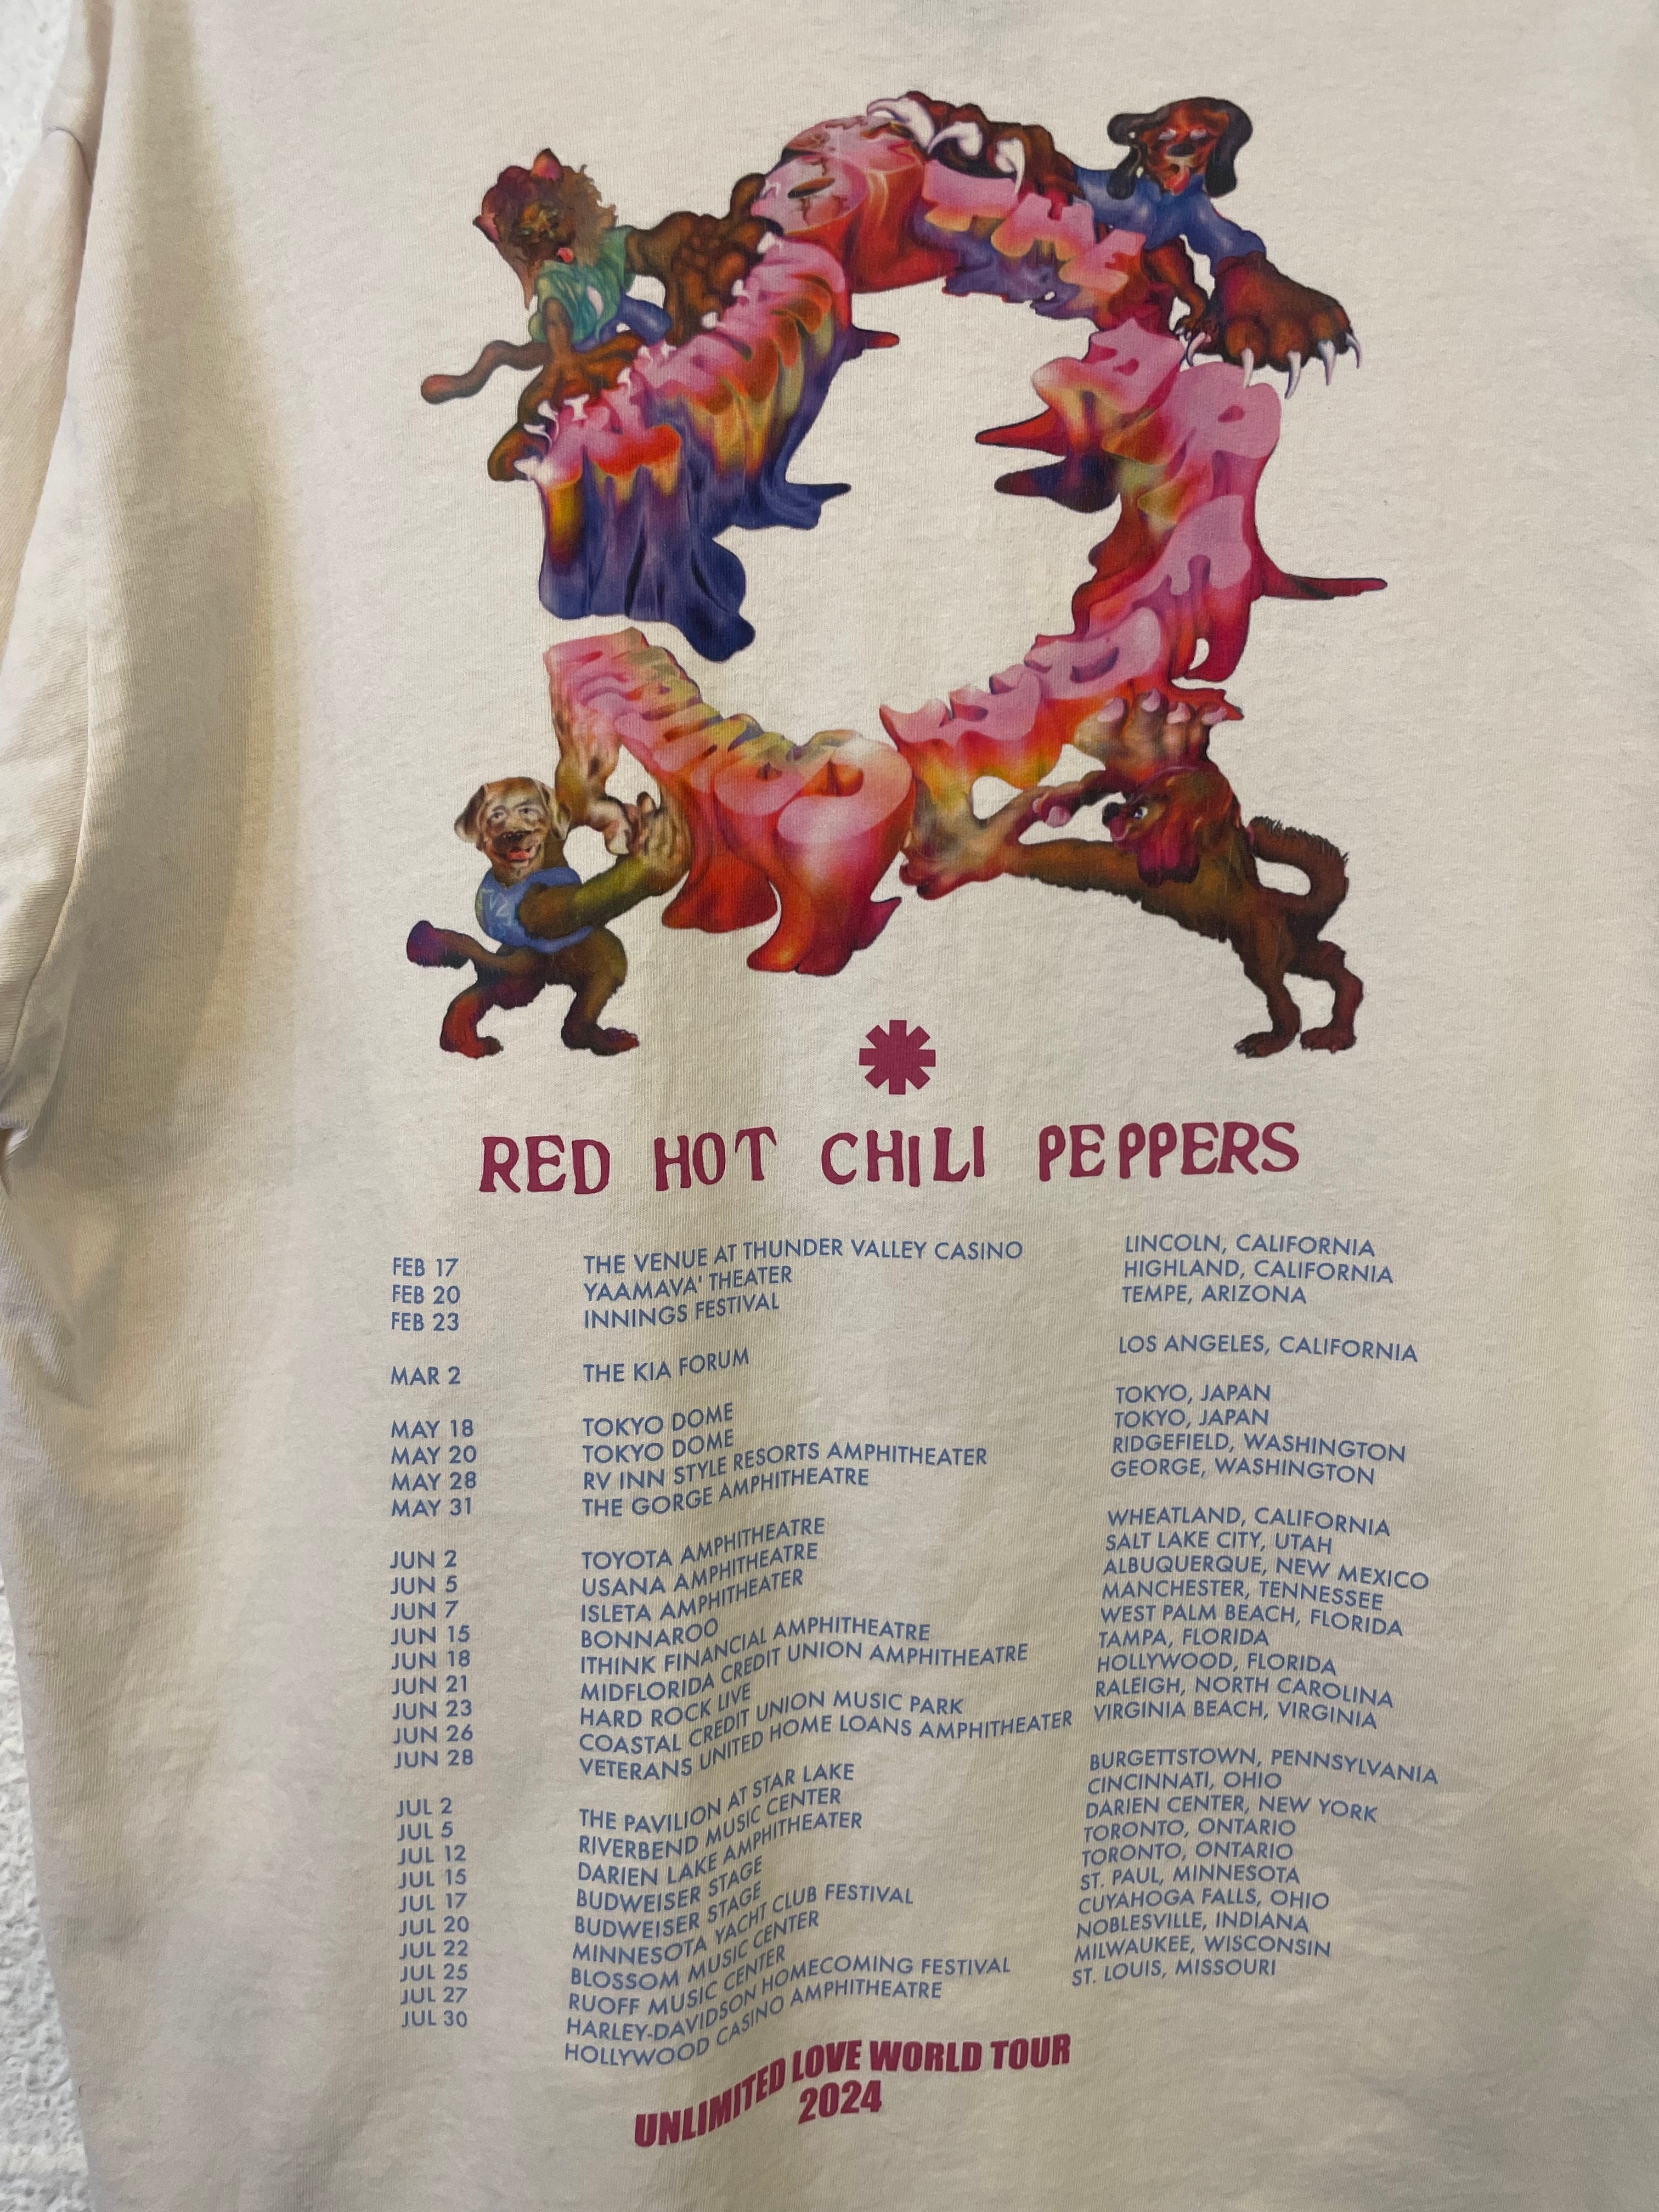 RED HOT CHILI PEPPERS
FEB 17 THE VENUE AT THUNDER VALLEY CASINO LINCOLN, CALIFORNIA
FEB 20 YAAMAVA' THEATER HIGHLAND, CALIFORNIA
FEB 23 INNINGS FESTIVAL TEMPE, ARIZONA
MAR 2 THE KIA FORUM LOS ANGELES, CALIFORNIA
MAY 18 TOKYO DOME TOKYO, JAPAN
MAY 20 TOKYO DOME TOKYO, JAPAN
MAY 28 RV INN STYLE RESORTS AMPHITHEATER RIDGEFIELD, WASHINGTON
MAY 31 THE GORGE AMPHITHEATRE GEORGE, WASHINGTON
JUN 2 TOYOTA AMPHITHEATRE WHEATLAND, CALIFORNIA
JUN 5 USANA AMPHITHEATRE SALT LAKE CITY, UTAH
JUN 7 ISLETA AMPHITHEATER ALBUQUERQUE, NEW MEXICO
JUN 15 BONNAROO MANCHESTER, TENNESSEE
JUN 18 ITHINK FINANCIAL AMPHITHEATRE WEST PALM BEACH, FLORIDA
JUN 21 MIDFLORIDA CREDIT UNION AMPHITHEATRE TAMPA, FLORIDA
JUN 23 HARD ROCK LIVE HOLLYWOOD, FLORIDA
JUN 26 COASTAL CREDIT UNION MUSIC PARK RALEIGH, NORTH CAROLINA
JUN 28 VETERANS UNITED HOME LOANS AMPHITHEATER VIRGINIA BEACH, VIRGINIA
JUL 2 THE PAVILION AT STAR LAKE BURGETTSTOWN, PENNSYLVANIA
JUL 5 RIVERBEND MUSIC CENTER CINCINNATI, OHIO
JUL 12 DARIEN LAKE AMPHITHEATER DARIEN CENTER, NEW YORK
JUL 15 BUDWEISER STAGE TORONTO, ONTARIO
JUL 17 BUDWEISER STAGE TORONTO, ONTARIO
JUL 20 MINNESOTA YACHT CLUB FESTIVAL ST. PAUL, MINNESOTA
JUL 22 BLOSSOM MUSIC CENTER CUYAHOGA FALLS, OHIO
JUL 25 RUOFF MUSIC CENTER NOBLESVILLE, INDIANA
JUL 27 HARLEY-DAVIDSON HOMECOMING FESTIVAL MILWAUKEE, WISCONSIN
JUL 30 HOLLYWOOD CASINO AMPHITHEATRE ST. LOUIS, MISSOURI
UNLIMITED LOVE WORLD TOUR
2024